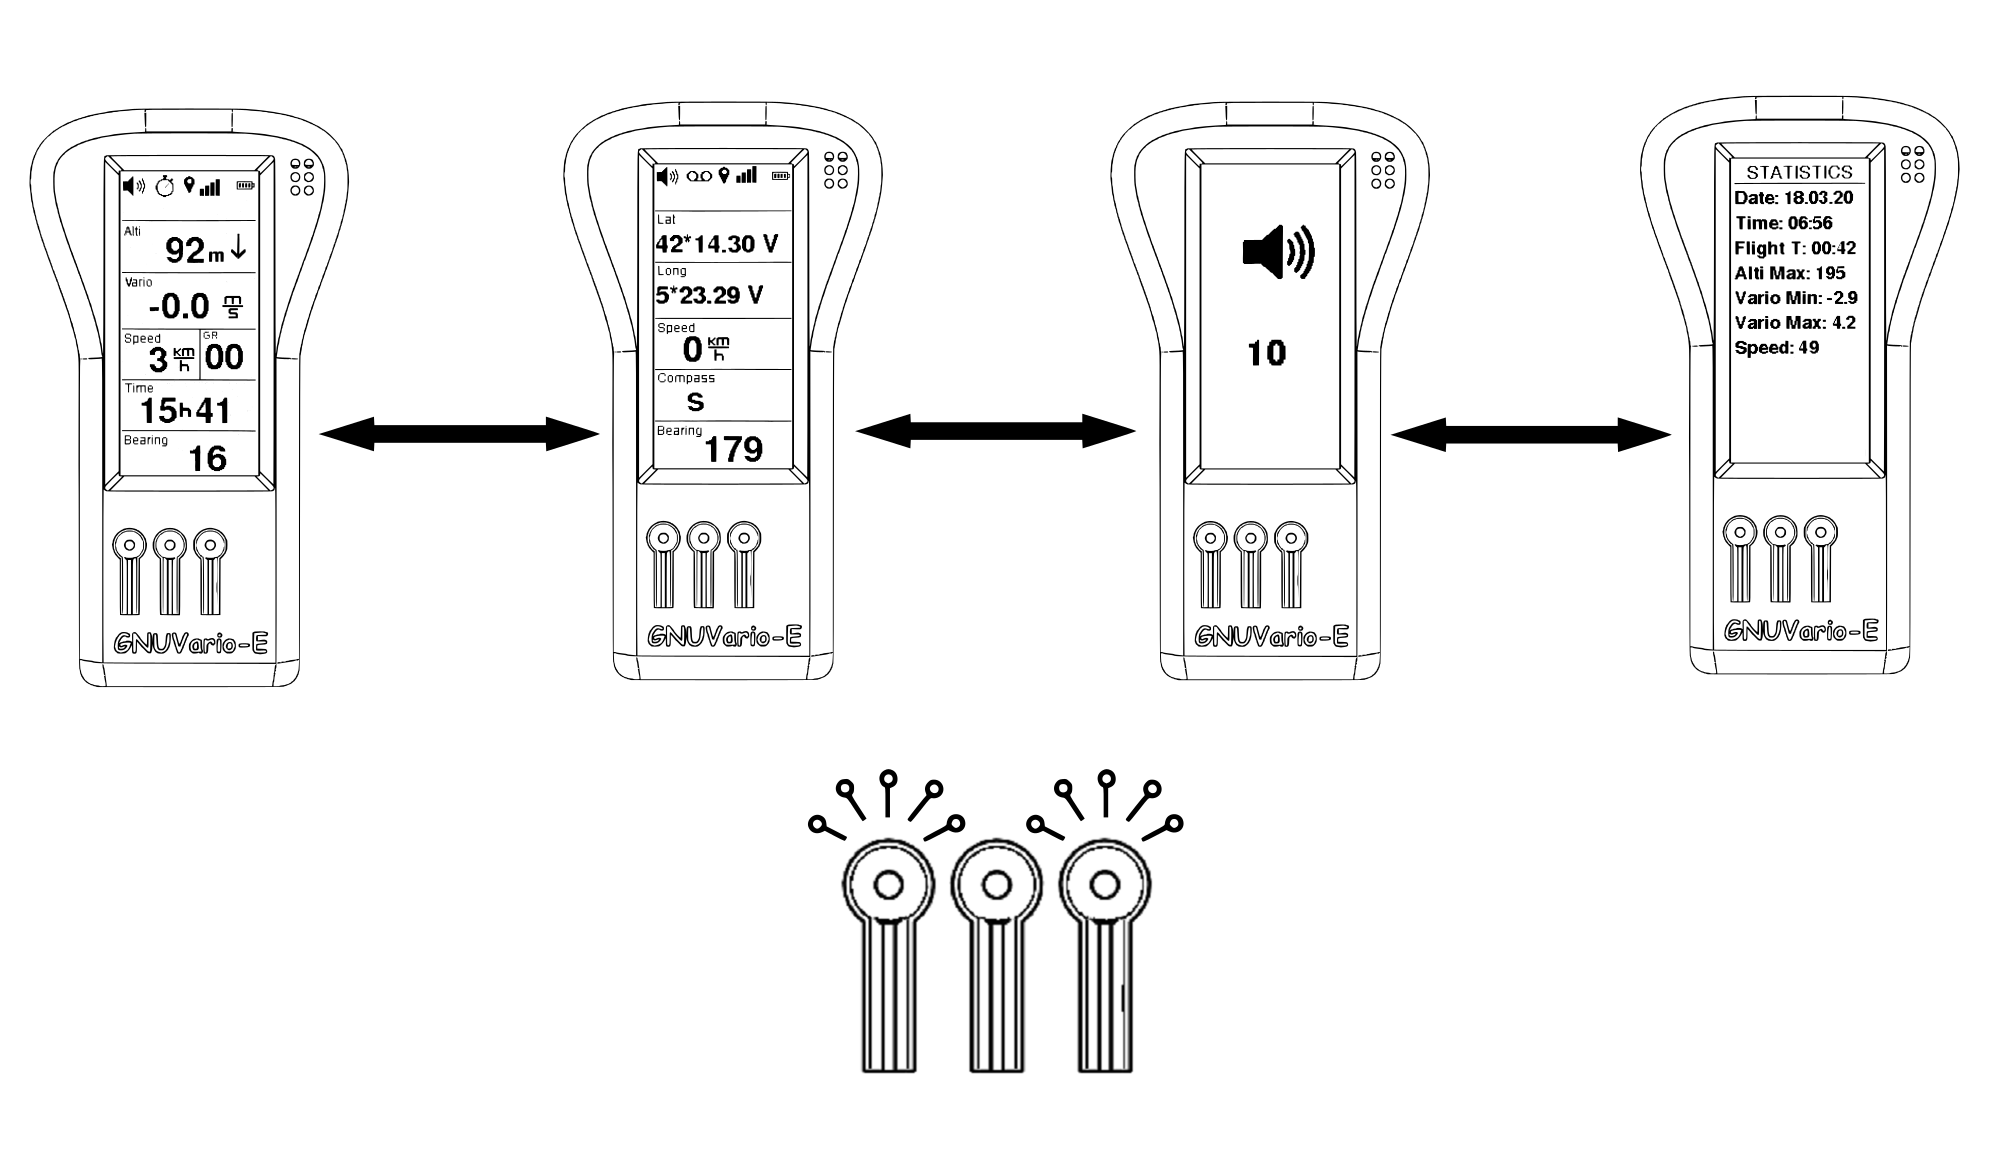 Alti
92 m
Vario
-0.0 m/s
Speed
3 km/h
GR
00
Time
15h41
Bearing
16
GNUVario-E
Lat
42*14.30 V
Long
5*23.29 V
Speed
0 km/h
Compass
S
Bearing
179
GNUVario-E
10
GNUVario-E
STATISTICS
Date: 18.03.20
Time: 06:56
Flight T: 00:42
Alti Max: 195
Vario Min: -2.9
Vario Max: 4.2
Speed: 49
GNUVario-E